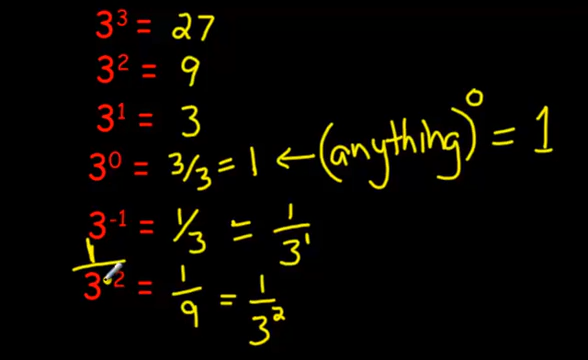 3³ = 27
3² = 9
3¹ = 3
3⁰ = 3/3 = 1 ← (anything)⁰ = 1
3⁻¹ = 1/3 = 1/3¹
1/3⁻² = 1/9 = 1/3²